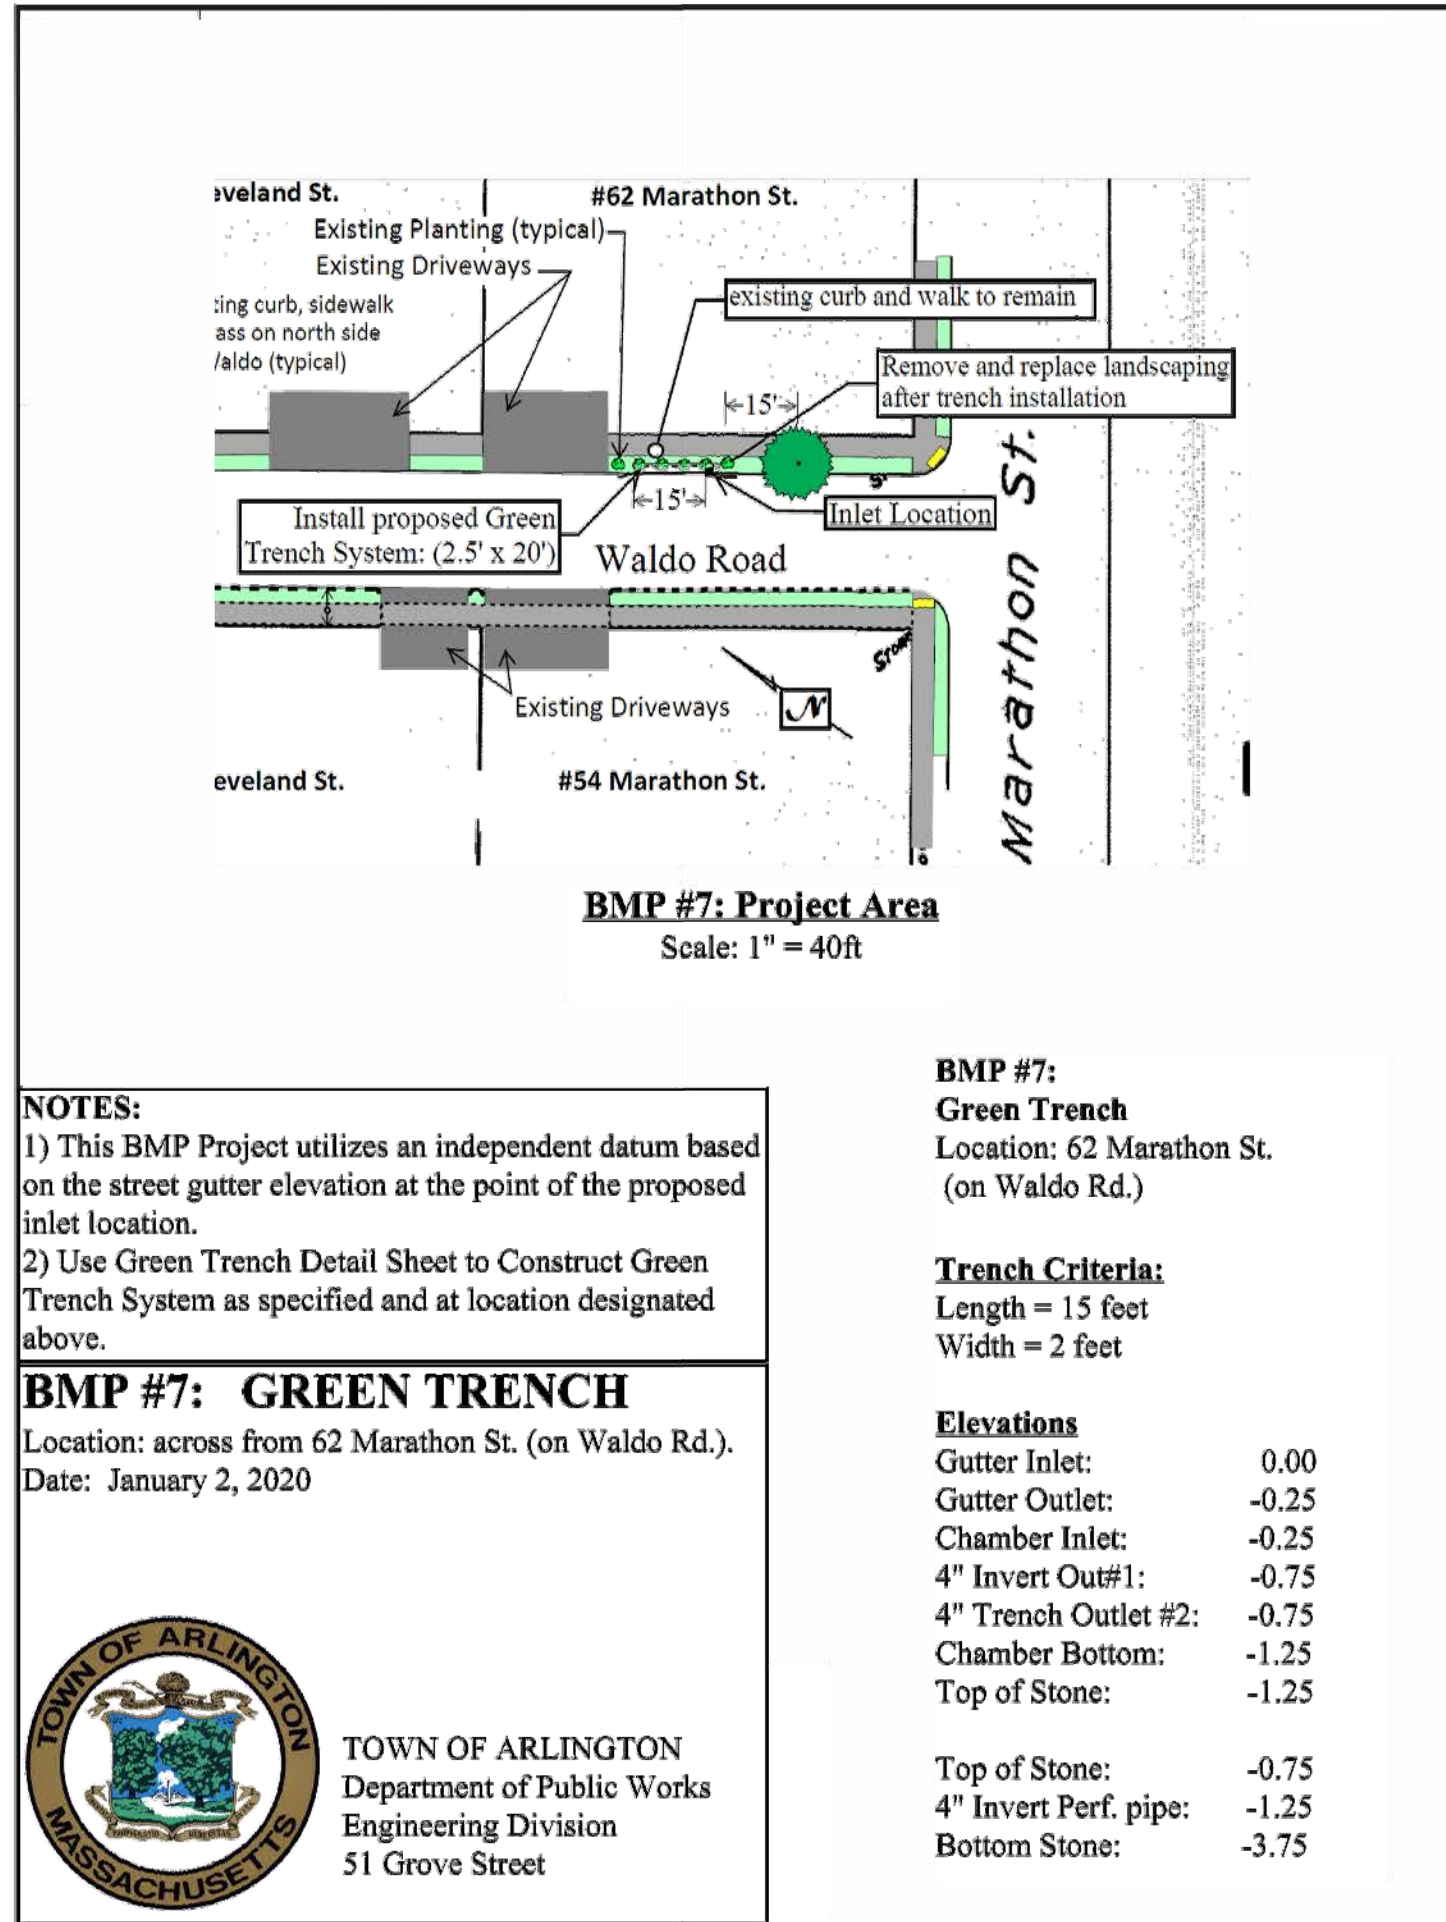 eveland St.
#62 Marathon St.
Existing Planting (typical)
Existing Driveways
existing curb and walk to remain
ting curb, sidewalk
ass on north side
Valdo (typical)
Remove and replace landscaping
after trench installation
15'
15'
5'
Install proposed Green
Trench System: (2.5' x 20')
Inlet Location
Waldo Road
Marathon St.
Existing Driveways
N
eveland St.
#54 Marathon St.
BMP #7: Project Area
Scale: 1" = 40ft
NOTES:
1) This BMP Project utilizes an independent datum based
on the street gutter elevation at the point of the proposed
inlet location.
2) Use Green Trench Detail Sheet to Construct Green
Trench System as specified and at location designated
above.
BMP #7: GREEN TRENCH
Location: across from 62 Marathon St. (on Waldo Rd.).
Date: January 2, 2020
TOWN OF ARLINGTON
MASSACHUSETTS
TOWN OF ARLINGTON
Department of Public Works
Engineering Division
51 Grove Street
BMP #7:
Green Trench
Location: 62 Marathon St.
(on Waldo Rd.)
Trench Criteria:
Length = 15 feet
Width = 2 feet
Elevations
Gutter Inlet: 0.00
Gutter Outlet: -0.25
Chamber Inlet: -0.25
4" Invert Out#1: -0.75
4" Trench Outlet #2: -0.75
Chamber Bottom: -1.25
Top of Stone: -1.25
Top of Stone: -0.75
4" Invert Perf. pipe: -1.25
Bottom Stone: -3.75